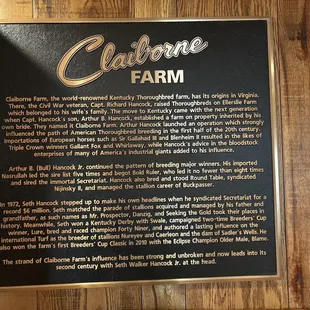 Claiborne
FARM
Claiborne Farm, the world-renowned Kentucky Thoroughbred farm, has its origins in Virginia.
There, the Civil War veteran, Capt. Richard Hancock, raised Thoroughbreds on Ellerslie Farm
which belonged to his wife's family. The move to Kentucky came with the next generation
when Capt. Hancock's son, Arthur B. Hancock, established a farm on property inherited by his
own bride. They named it Claiborne Farm. Arthur Hancock launched an operation which strongly
influenced the path of American Thoroughbred breeding in the first half of the 20th century.
Importations of European horses such as Sir Gallahad III and Blenheim II resulted in the likes of
Triple Crown winners Gallant Fox and Whirlaway, while Hancock's advice in the bloodstock
enterprises of many of America's industrial giants added to his impact.
Arthur B. (Bull) Hancock Jr. continued the pattern of breeding major winners. His imported
Nasrullah led the sire list five times and begot Bold Ruler, who led it no fewer than eight times
and sired the immortal Secretariat. Hancock also bred and stood Round Table, syndicated
Nijinsky II, and managed the stallion career of Buckpasser.
In 1972, Seth Hancock stepped up to make his own headlines when he syndicated Secretariat for a
record $6 million. Seth matched the parade of stallions acquired and managed by his father and
grandfather, as such names as Mr. Prospector, Danzig, and Seeking the Gold took their places in
history. Meanwhile, Seth won a Kentucky Derby with Swale, campaigned two-time Breeders' Cup
winner, Lure, bred and raced champion Forty Niner, and authored a lasting influence on the
international Turf as the breeder of stallions Nureyev and Caerleon and the dam of Sadler's Wells. He
also won the farm's first Breeders' Cup Classic in 2010 with the Eclipse Champion Older Male, Blame.
The strand of Claiborne Farm's influence has been strong and unbroken and now leads into its
second century with Seth Walker Hancock Jr. at the head.